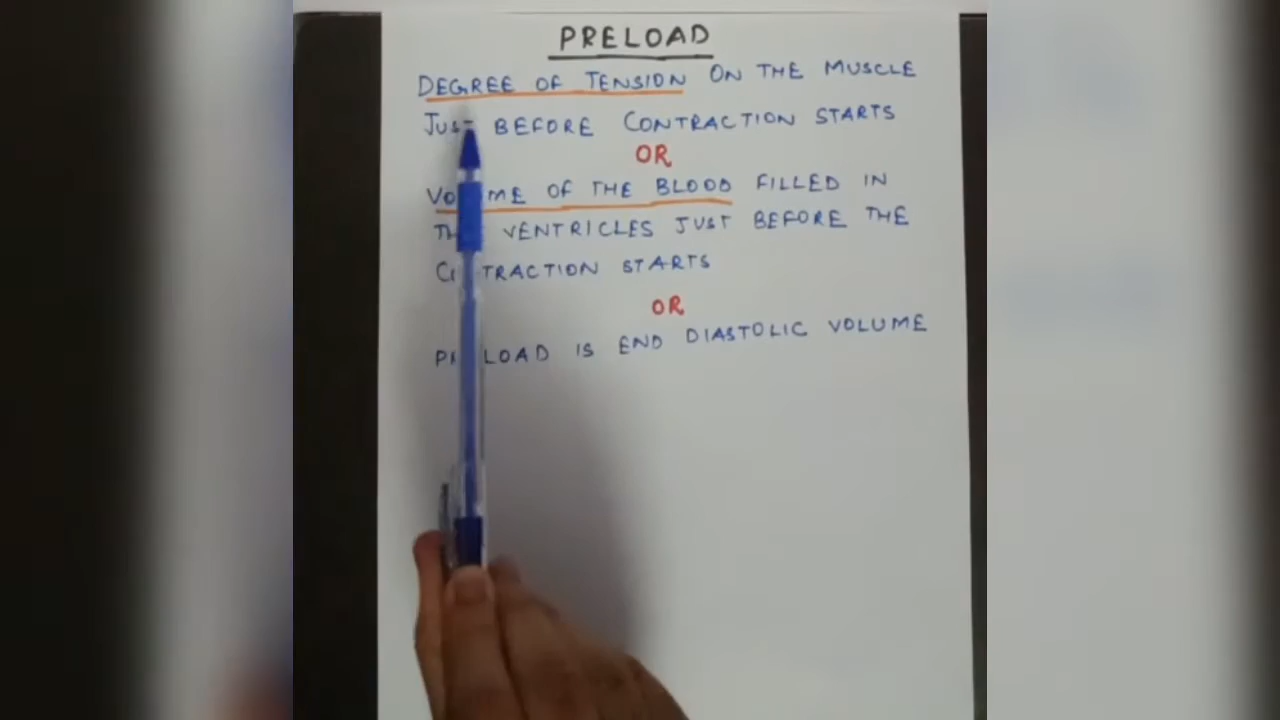 PRELOAD
DEGREE OF TENSION ON THE MUSCLE
JUST BEFORE CONTRACTION STARTS
OR
OF THE BLOOD FILLED IN
VENTRICLES JUST BEFORE THE
STARTS
OR
IS END DIASTOLIC VOLUME